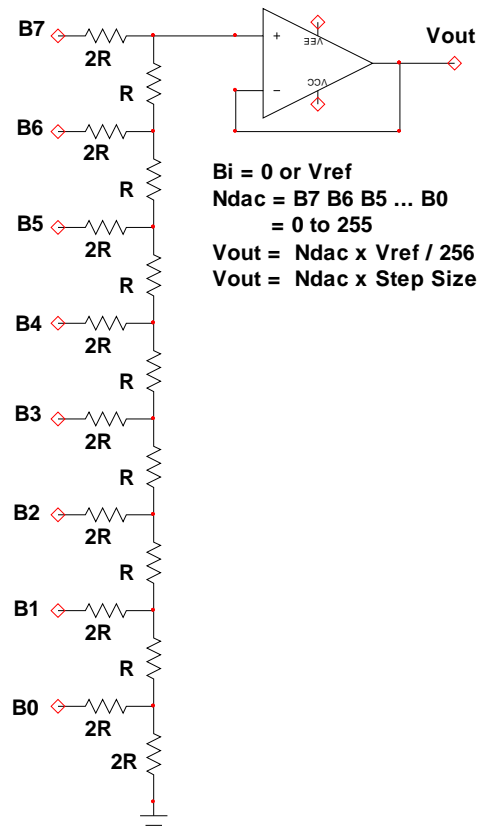 B7
2R
R
+
VEE
Vout
-
VCC
B6
2R
R
Bi = 0 or Vref
Ndac = B7 B6 B5 ... B0
= 0 to 255
Vout = Ndac x Vref / 256
Vout = Ndac x Step Size
B5
2R
R
B4
2R
R
B3
2R
R
B2
2R
R
B1
2R
R
B0
2R
2R